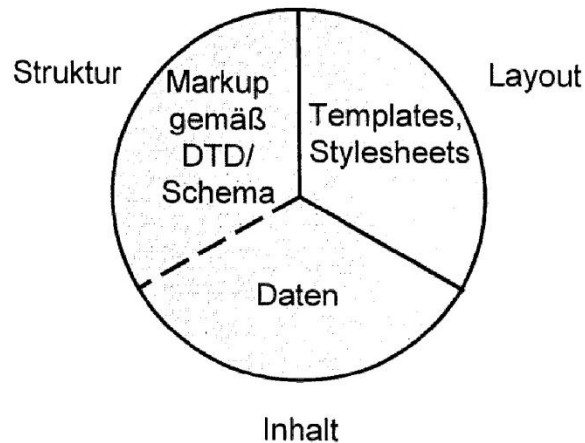 Struktur
Markup
gemäß
DTD/
Schema
Layout
Templates,
Stylesheets
Daten
Inhalt